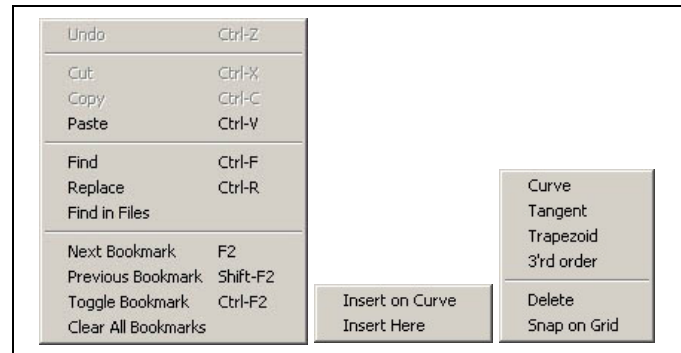 Undo Ctrl-Z
Cut Ctrl-X
Copy Ctrl-C
Paste Ctrl-V
Find Ctrl-F
Replace Ctrl-R
Find in Files
Next Bookmark F2
Previous Bookmark Shift-F2
Toggle Bookmark Ctrl-F2
Clear All Bookmarks
Insert on Curve
Insert Here
Curve
Tangent
Trapezoid
3'rd order
Delete
Snap on Grid